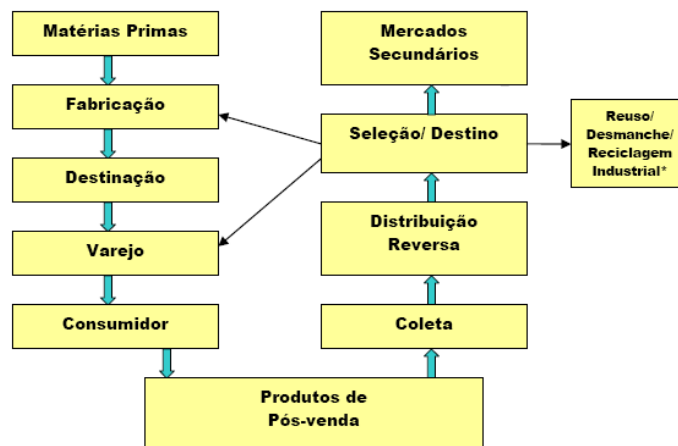 Matérias Primas
Fabricação
Destinação
Varejo
Consumidor
Produtos de
Pós-venda
Coleta
Distribuição
Reversa
Seleção/ Destino
Mercados
Secundários
Reuso/
Desmanche/
Reciclagem
Industrial*